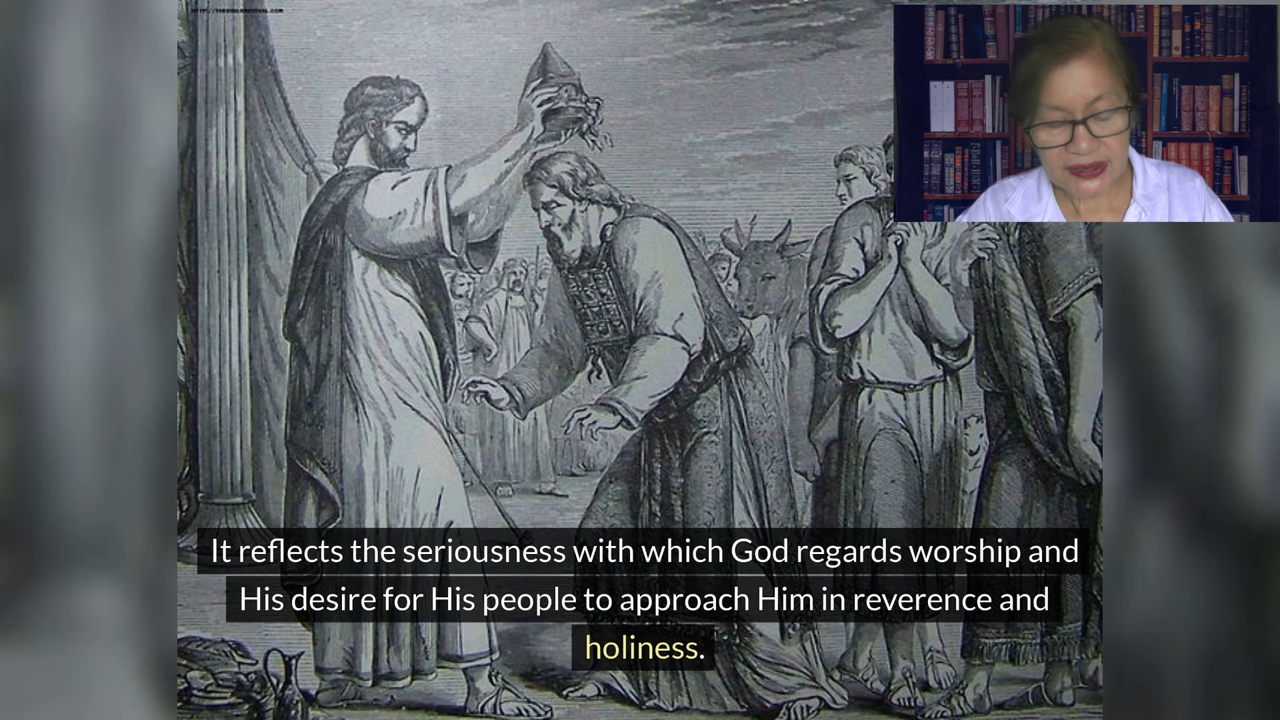 It reflects the seriousness with which God regards worship and
His desire for His people to approach Him in reverence and
holiness.